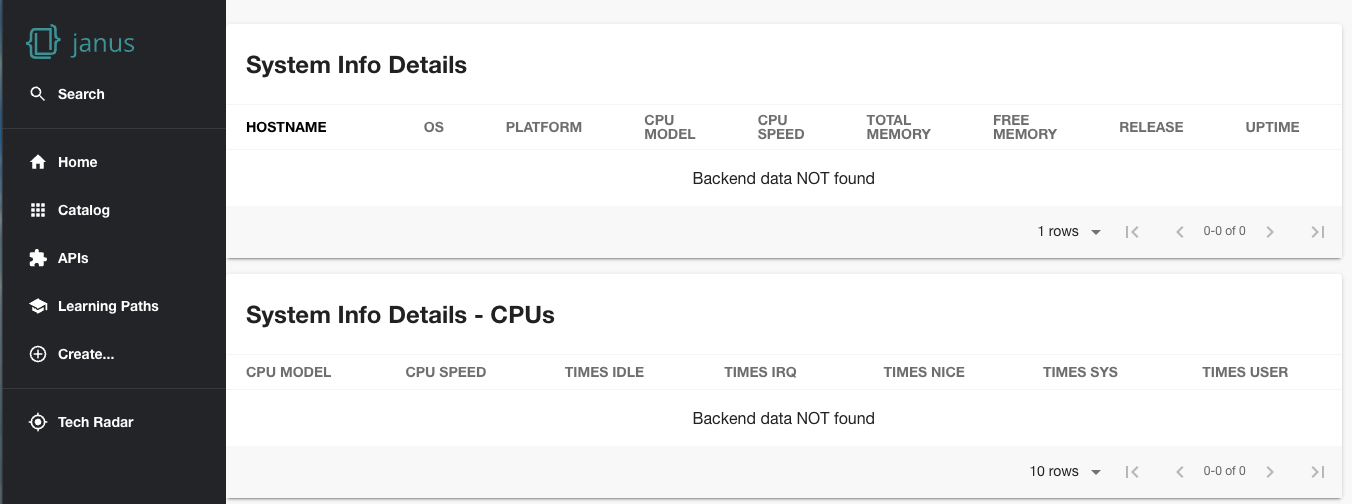 janus
Search
Home
Catalog
APIs
Learning Paths
Create...
Tech Radar
System Info Details
HOSTNAME OS PLATFORM CPU MODEL CPU SPEED TOTAL MEMORY FREE MEMORY RELEASE UPTIME
Backend data NOT found
1 rows 0-0 of 0
System Info Details - CPUs
CPU MODEL CPU SPEED TIMES IDLE TIMES IRQ TIMES NICE TIMES SYS TIMES USER
Backend data NOT found
10 rows 0-0 of 0